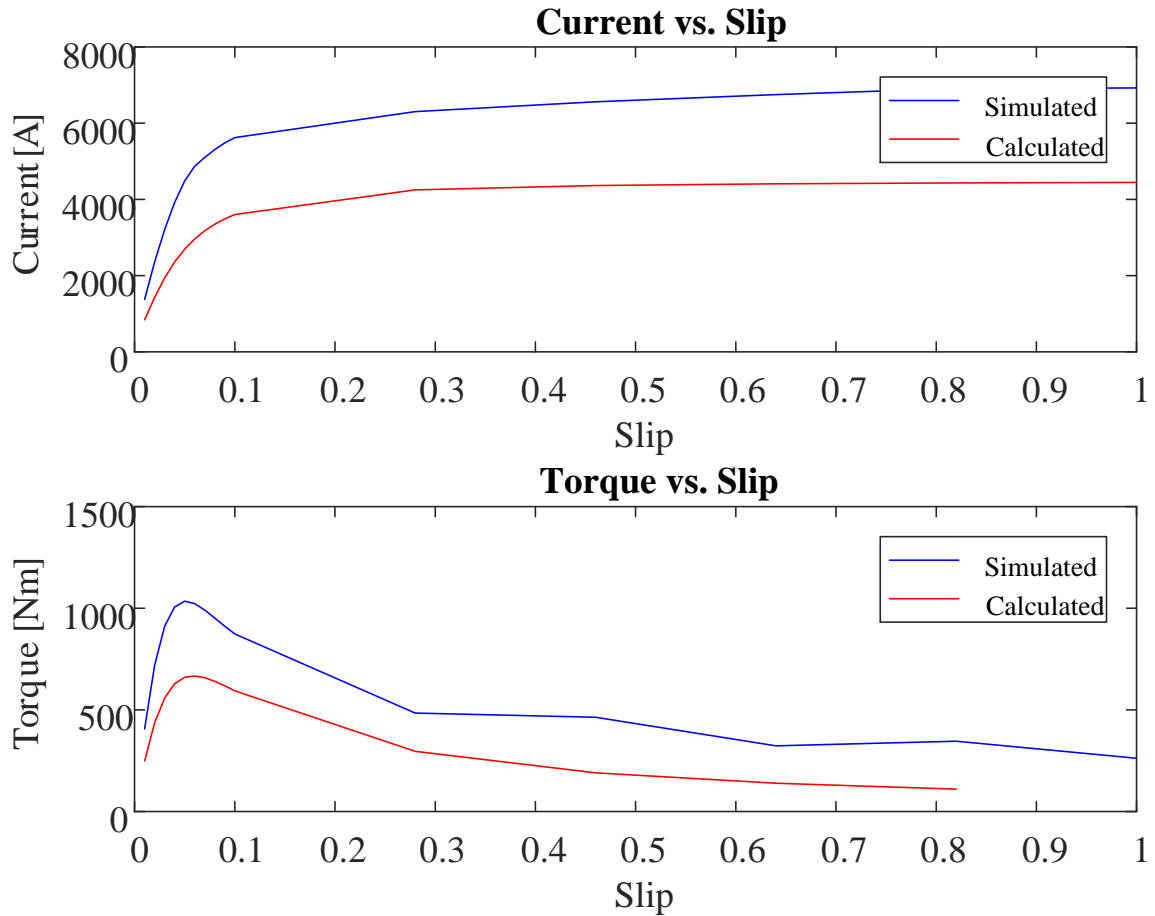 Current vs. Slip
8000
6000
4000
2000
0
Current [A]
Simulated
Calculated
0 0.1 0.2 0.3 0.4 0.5 0.6 0.7 0.8 0.9 1
Slip
Torque vs. Slip
1500
1000
500
0
Torque [Nm]
Simulated
Calculated
0 0.1 0.2 0.3 0.4 0.5 0.6 0.7 0.8 0.9 1
Slip